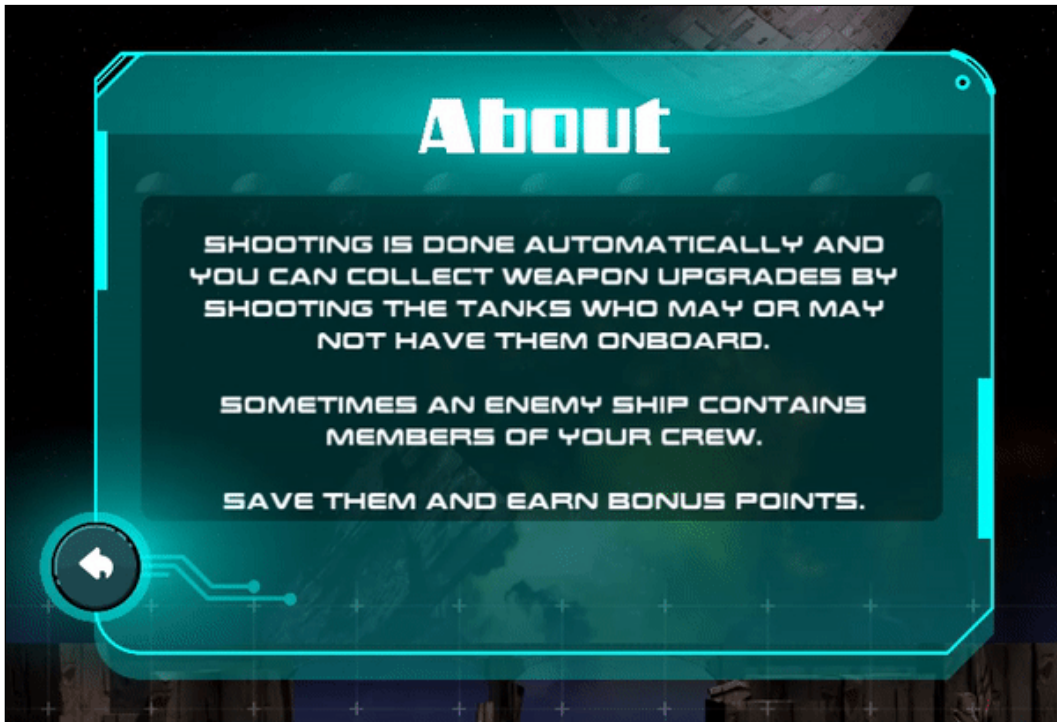 About
SHOOTING IS DONE AUTOMATICALLY AND
YOU CAN COLLECT WEAPON UPGRADES BY
SHOOTING THE TANKS WHO MAY OR MAY
NOT HAVE THEM ONBOARD.
SOMETIMES AN ENEMY SHIP CONTAINS
MEMBERS OF YOUR CREW.
SAVE THEM AND EARN BONUS POINTS.